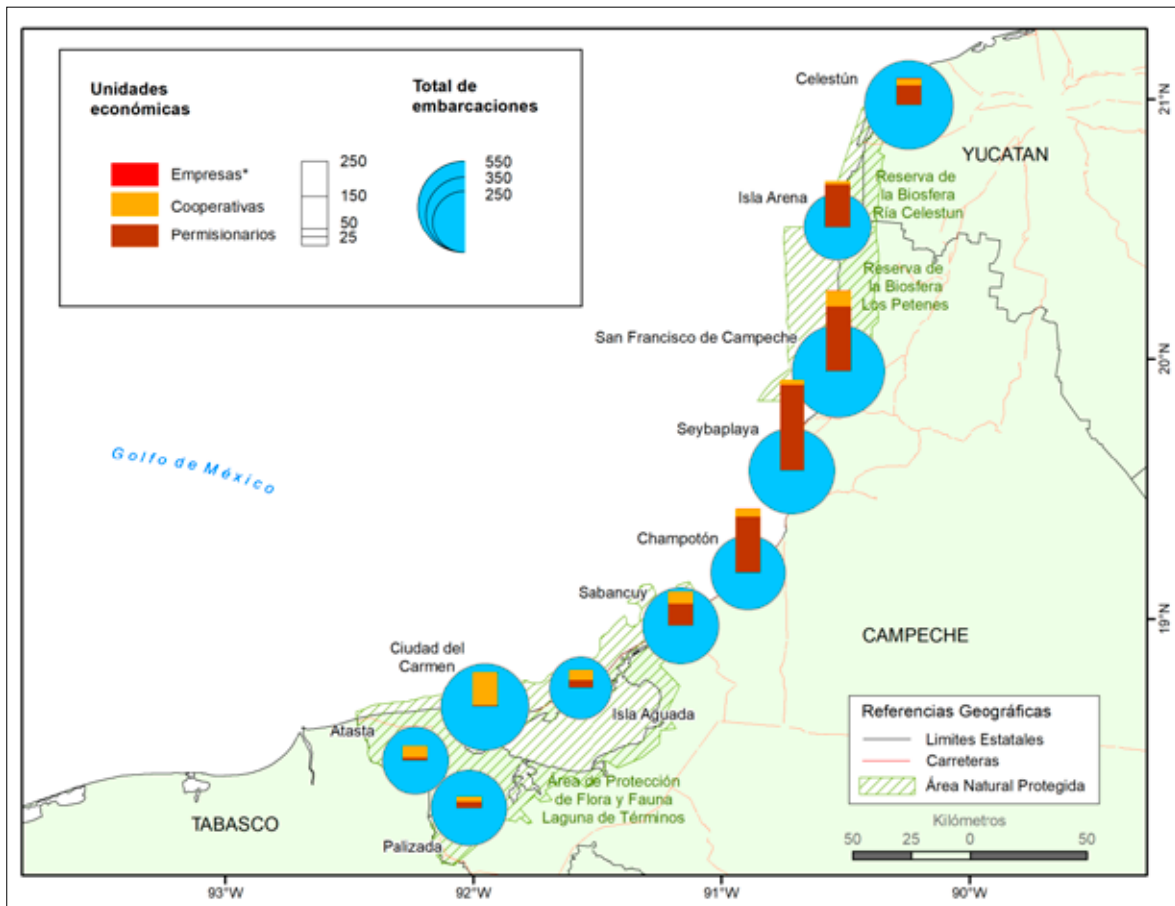 Unidades
económicas
Empresas*
Cooperativas
Permisionarios
250
150
50
25
Total de
embarcaciones
550
350
250
Celestún
YUCATAN
21°N
Reserva de
la Biosfera
Ría Celestun
Isla Arena
Reserva de
la Biosfera
Los Petenes
San Francisco de Campeche
20°N
Seybaplaya
Golfo de México
Champotón
Sabancuy
19°N
CAMPECHE
Ciudad del
Carmen
Isla Aguada
Atasta
Área de Protección
de Flora y Fauna
Laguna de Términos
TABASCO
Palizada
Referencias Geográficas
Limites Estatales
Carreteras
Área Natural Protegida
Kilómetros
50 25 0 50
93°W
92°W
91°W
90°W